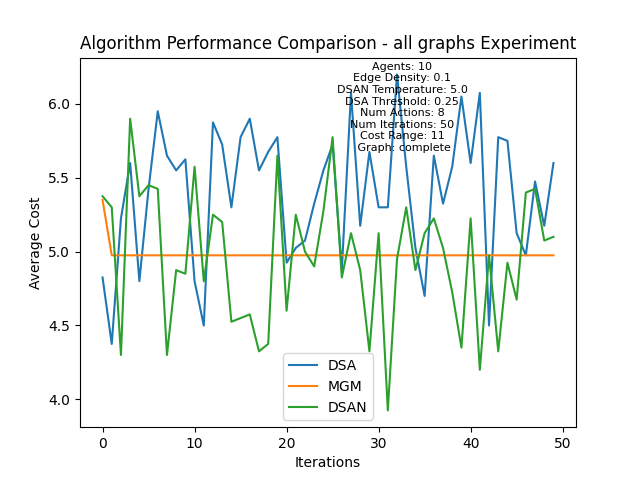 Algorithm Performance Comparison - all graphs Experiment
Agents: 10
Edge Density: 0.1
DSAN Temperature: 5.0
DSA Threshold: 0.25
Num Actions: 8
Num Iterations: 50
Cost Range: 11
Graph: complete
Average Cost
6.0
5.5
5.0
4.5
4.0
DSA
MGM
DSAN
0 10 20 30 40 50
Iterations